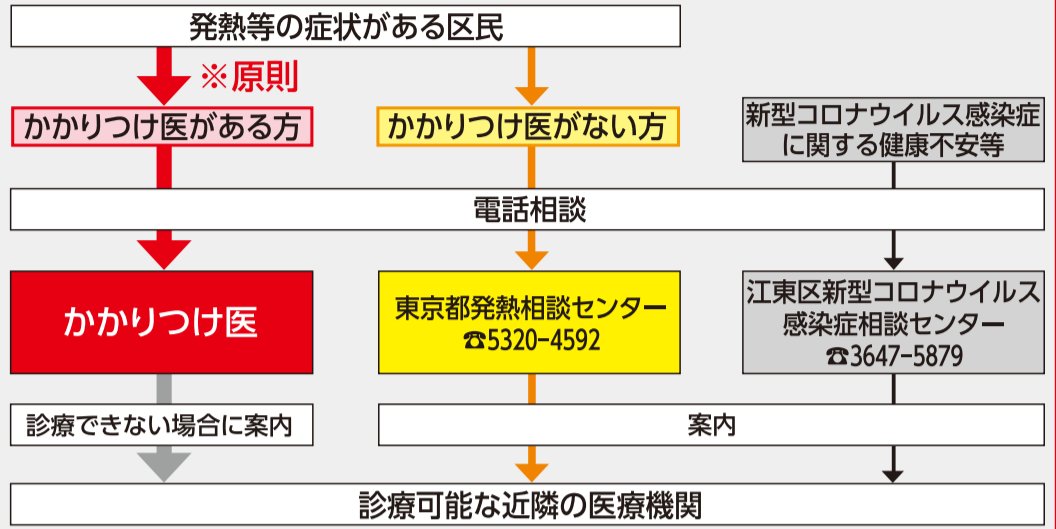 発熱等の症状がある区民
※原則
かかりつけ医がある方
かかりつけ医がない方
新型コロナウイルス感染症
に関する健康不安等
電話相談
かかりつけ医
東京都発熱相談センター
☎5320-4592
江東区新型コロナウイルス
感染症相談センター
☎3647-5879
診療できない場合に案内
案内
診療可能な近隣の医療機関